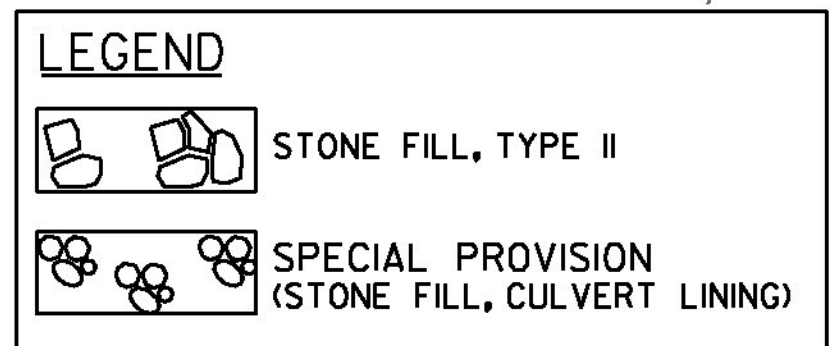 LEGEND
STONE FILL, TYPE II
SPECIAL PROVISION
(STONE FILL, CULVERT LINING)